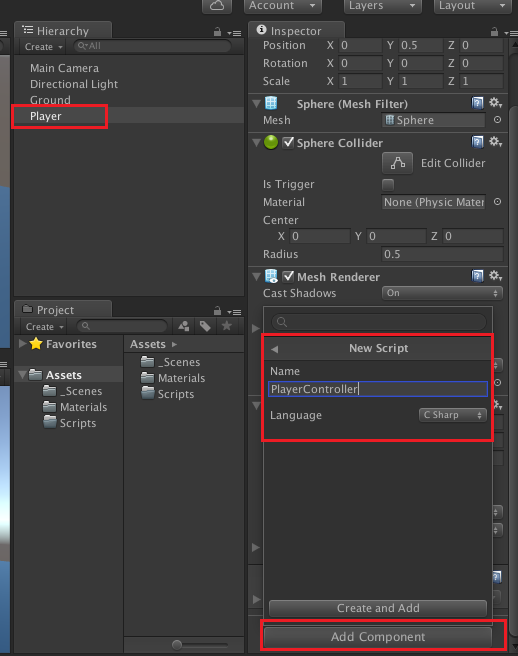 Account Layers Layout
Hierarchy
Create All
Main Camera
Directional Light
Ground
Player
Inspector
Position X 0 Y 0.5 Z 0
Rotation X 0 Y 0 Z 0
Scale X 1 Y 1 Z 1
Sphere (Mesh Filter)
Mesh Sphere
Sphere Collider
Edit Collider
Is Trigger
Material None (Physic Mater
Center
X 0 Y 0 Z 0
Radius 0.5
Mesh Renderer
Cast Shadows On
New Script
Name
PlayerController
Language C Sharp
Create and Add
Add Component
Project
Create
Favorites
Assets
_Scenes
Materials
Scripts
Assets
_Scenes
Materials
Scripts